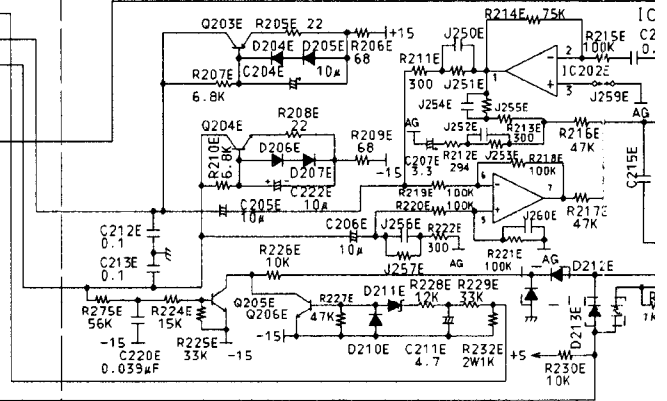 Q203E R205E 22
D204E D205E R206E
68
+15
R207E C204E 10μ
6.8K
J250E
R211E
300
J251E
R214E 75K
R215E
100K
IC
C2
0.
2
1
IC202E
3
J259E
AG
J254E
J255E
AG
J252E R213E
300
C207E R212E J253E
3.3 294
R216E
47K
C215E
Q204E
R208E
22
R209E
68
-15
R210E
6.8K
D206E
D207E
C222E
10μ
C205E
10μ
R218E
100K
R219E 100K
R220E 100K
6
7
5
R217E
47K
J260E
C206E
10μ
J256E
R222E
300
J257E
AG
R221E
100K
AG
C212E
0.1
C213E
0.1
R226E
10K
D212E
R275E
56K
R224E
15K
Q205E
Q206E
R227E
47K
D211E
R228E
12K
R229E
33K
-15
-15
-15
C220E
0.039μF
R225E
33K
D210E
C211E
4.7
R232E
2W1K
D213E
+5
R230E
10K
R
1K